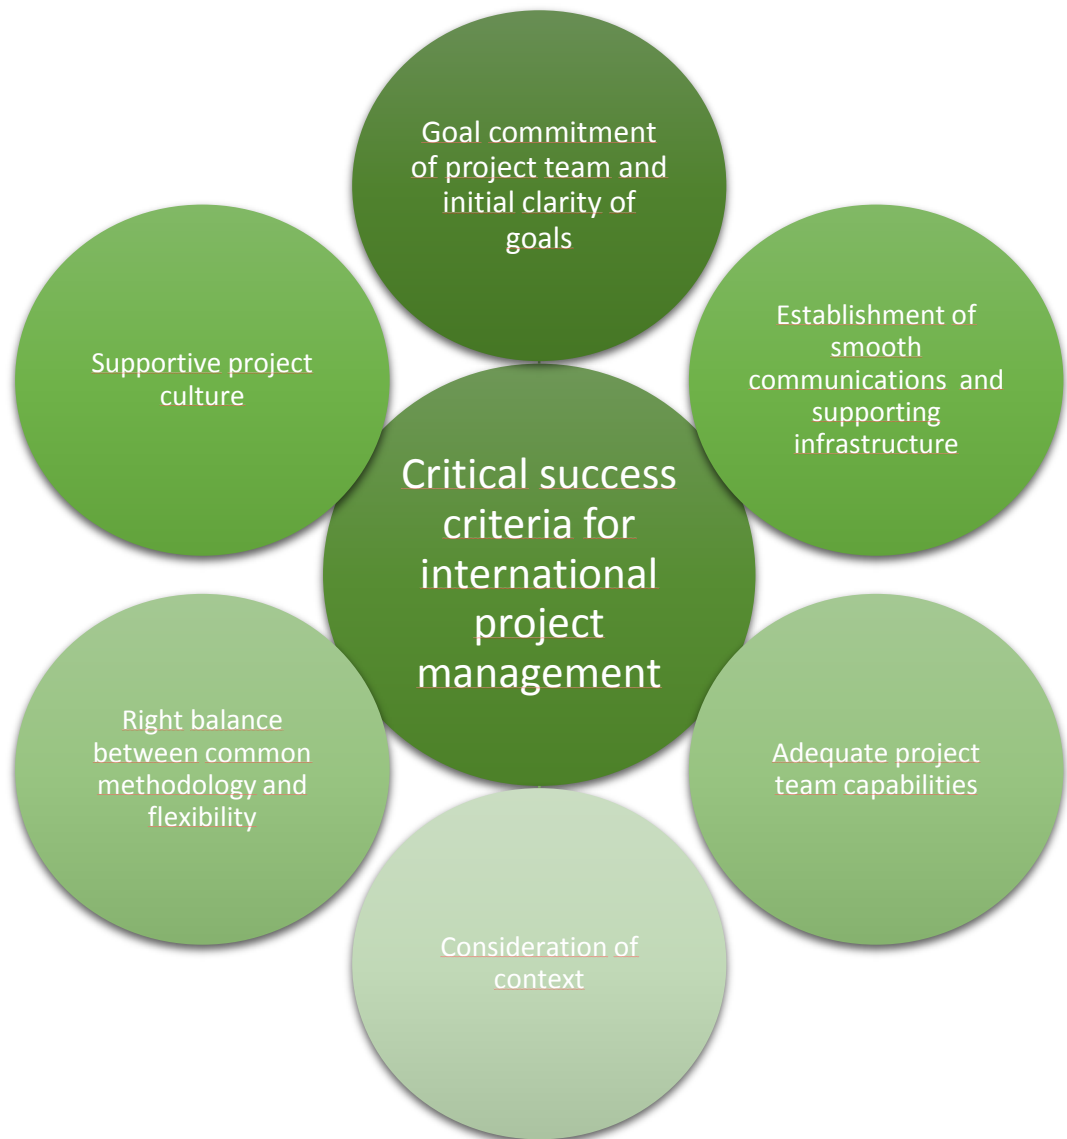 Goal commitment
of project team and
initial clarity of
goals
Establishment of
smooth
communications and
supporting
infrastructure
Supportive project
culture
Critical success
criteria for
international
project
management
Right balance
between common
methodology and
flexibility
Adequate project
team capabilities
Consideration of
context